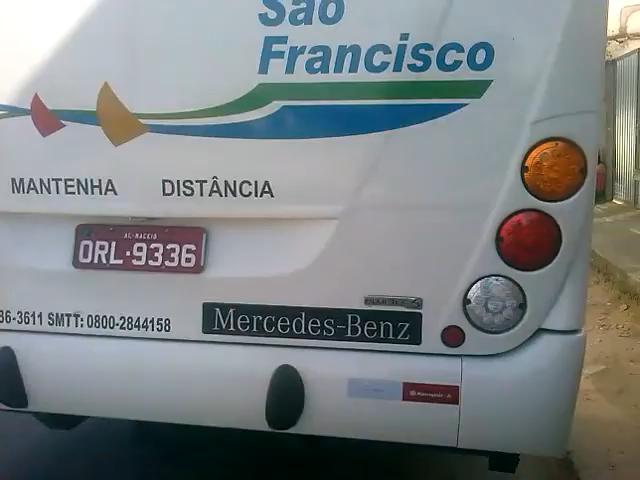 São
Francisco
MANTENHA DISTÂNCIA
AL-MACEIO
ORL·9336
36-3611 SMTT: 0800-2844158
Mercedes-Benz